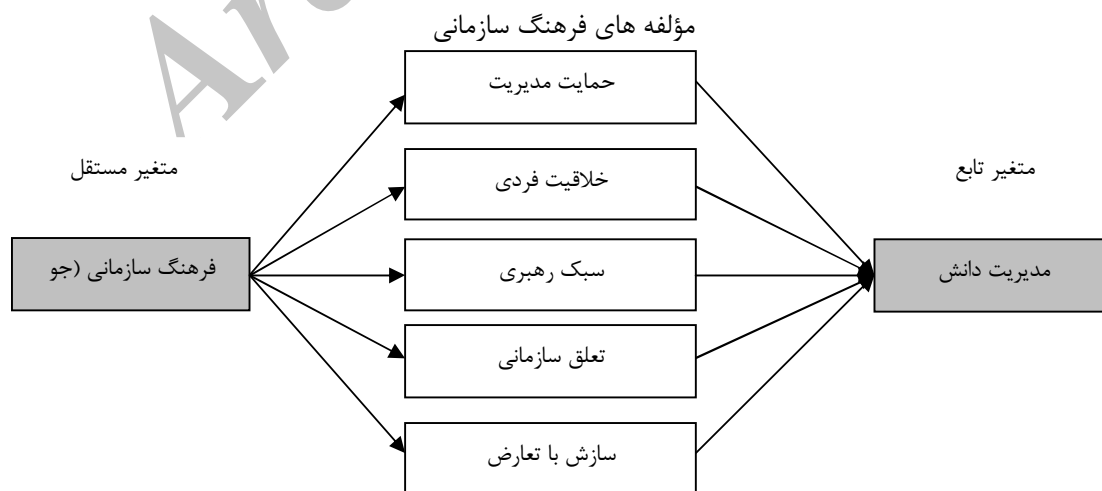 مؤلفه های فرهنگ سازمانی
حمایت مدیریت
متغیر مستقل
خلاقیت فردی
متغیر تابع
فرهنگ سازمانی (جو
سبک رهبری
مدیریت دانش
تعلق سازمانی
سازش با تعارض